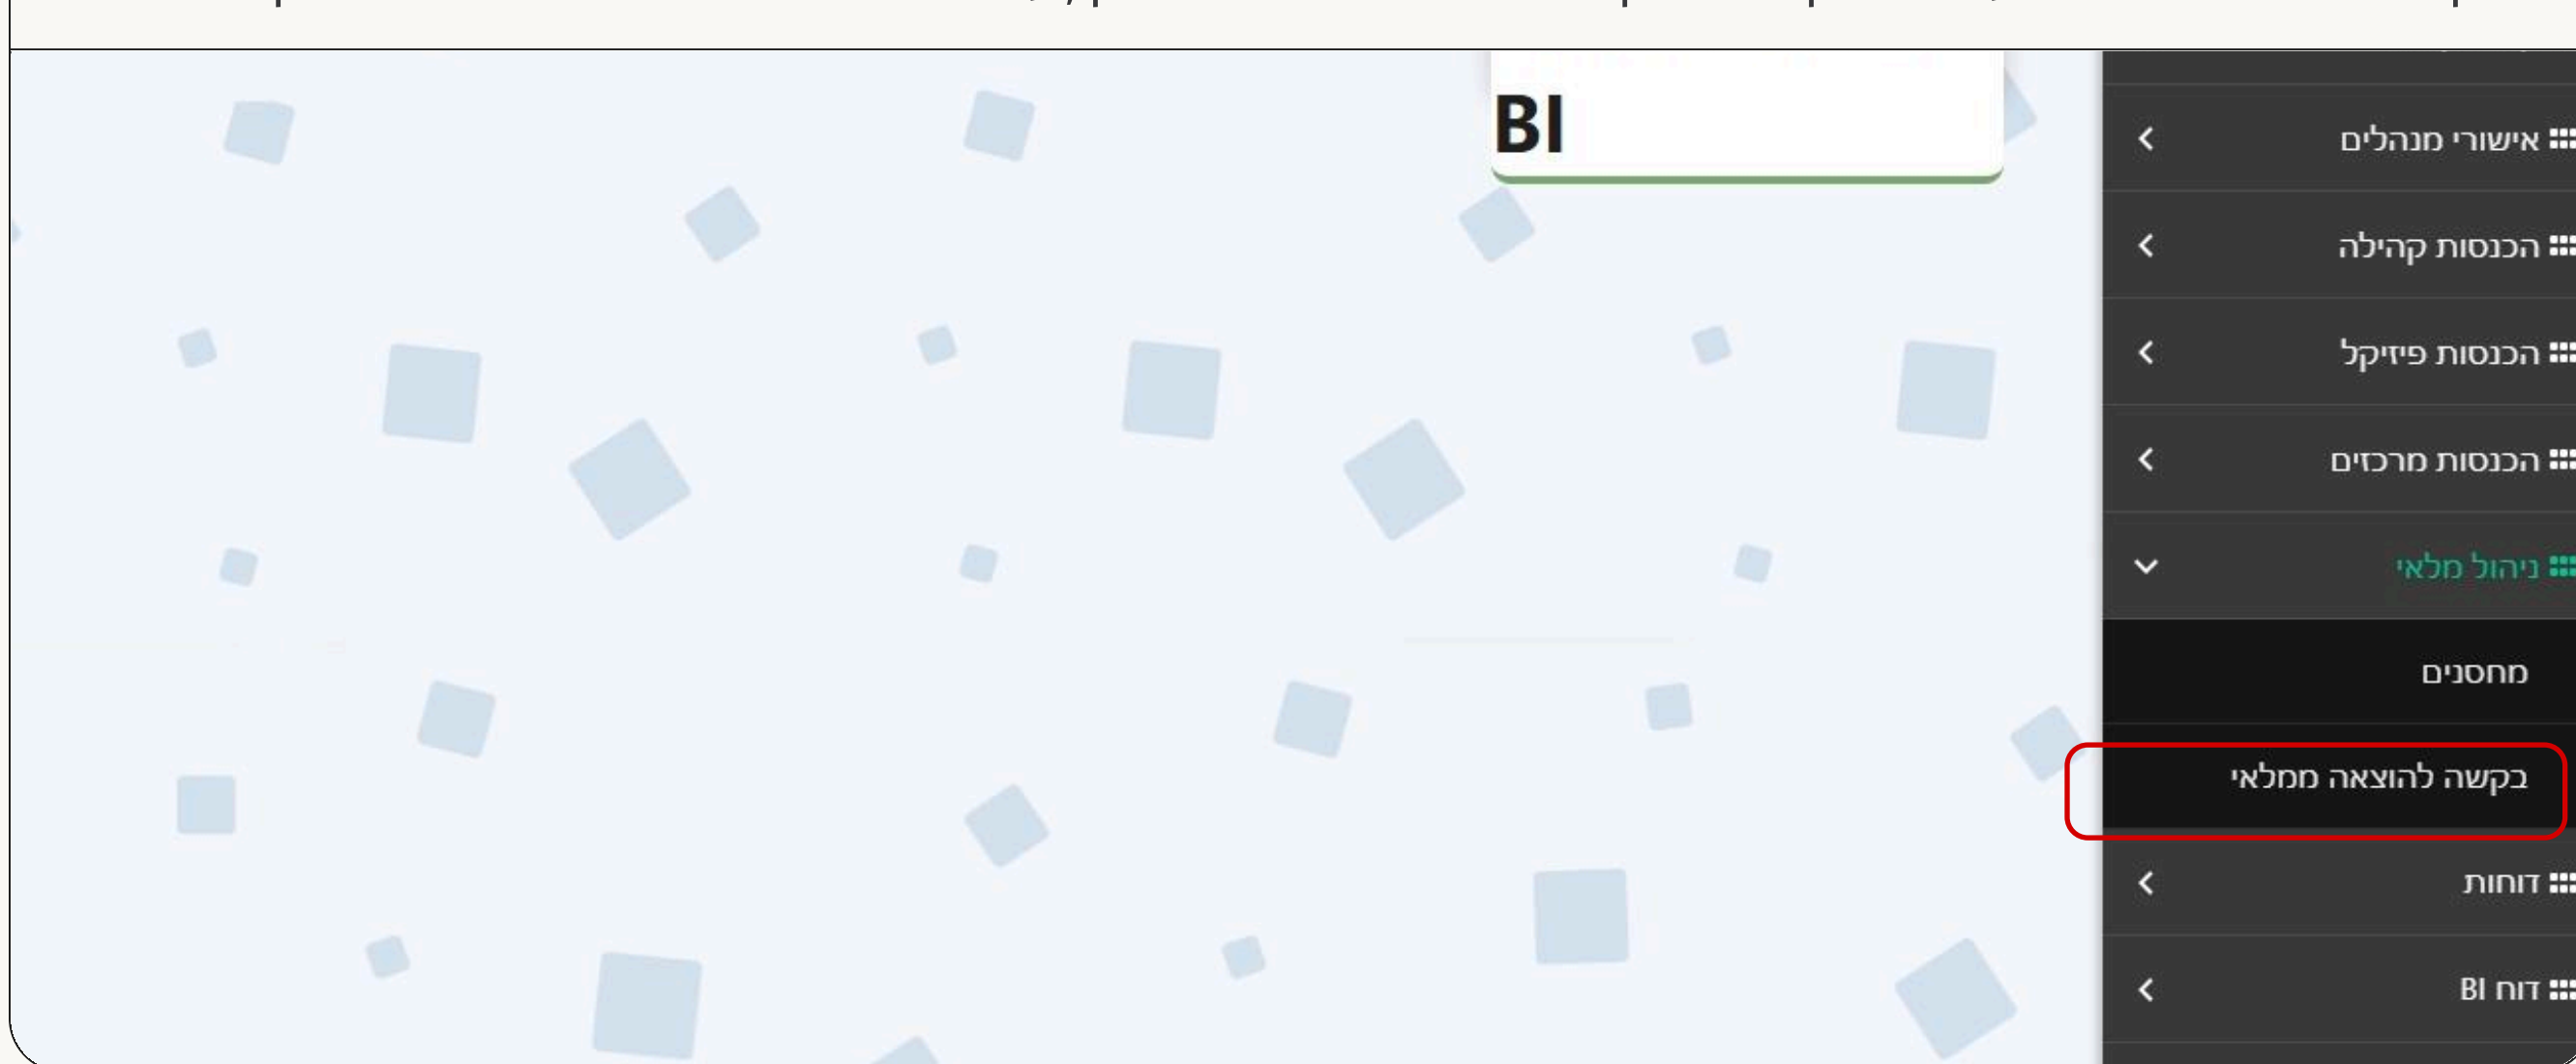 BI
אישורי מנהלים
הכנסות קהילה
הכנסות פיזיקל
הכנסות מרכזים
ניהול מלאי
מחסנים
בקשה להוצאה ממלאי
דוחות
דוח BI